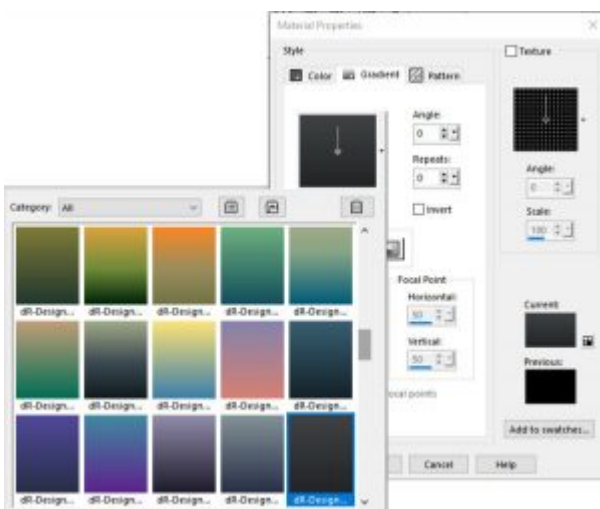 Material Properties
Style
Texture
Color Gradient Pattern
Angle:
0
Repeats:
0
Invert
Angle:
0
Scale:
100
Category: All
dR-Design... dR-Design... dR-Design... dR-Design... dR-Design...
dR-Design... dR-Design... dR-Design... dR-Design... dR-Design...
dR-Design... dR-Design... dR-Design... dR-Design... dR-Design...
Focal Point
Horizontal:
50
Vertical:
50
ocal points
Current:
Previous:
Add to swatches...
Cancel Help